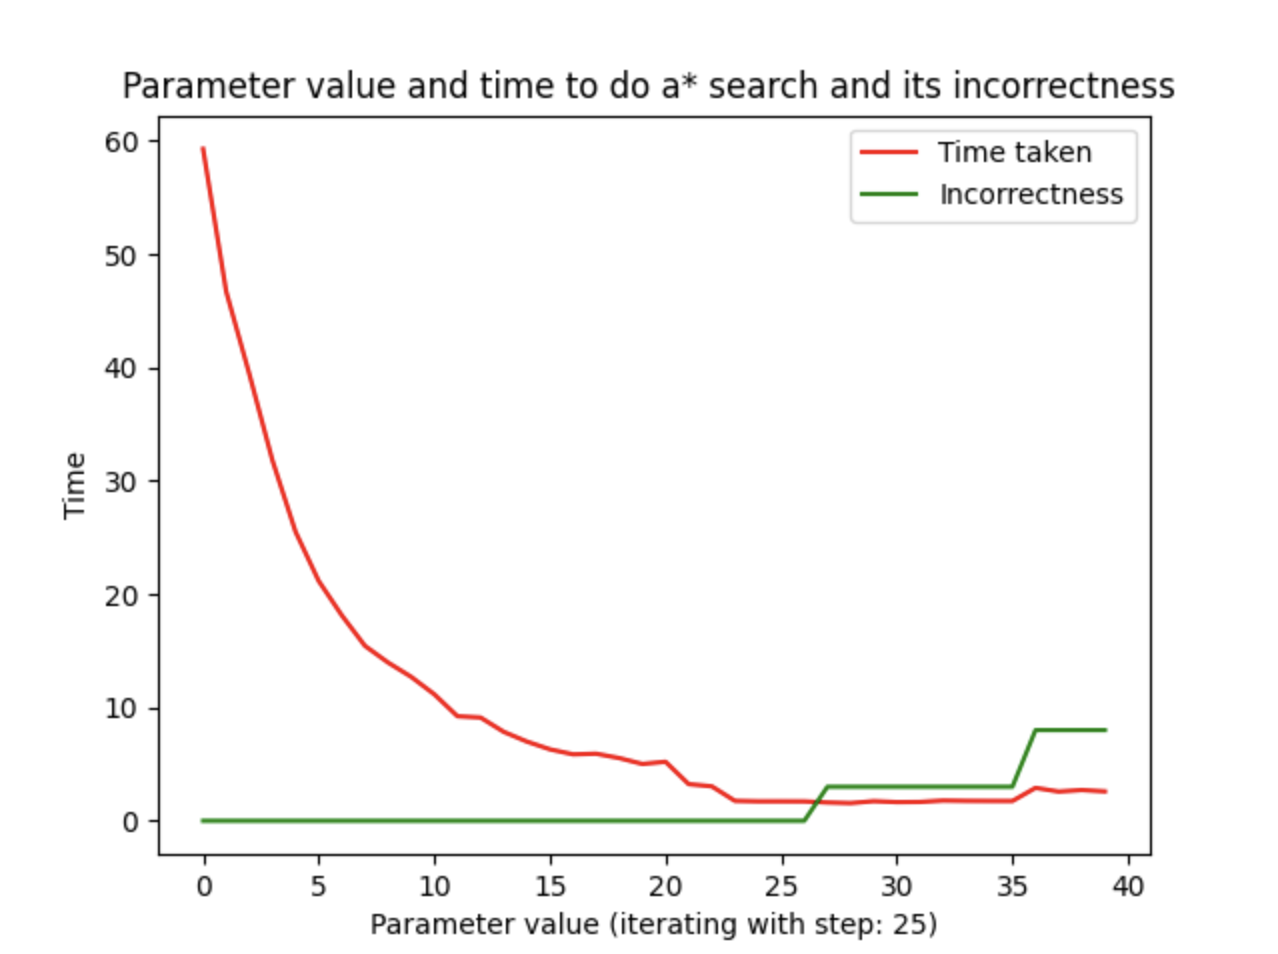 Parameter value and time to do a* search and its incorrectness
Time taken
Incorrectness
60
50
40
30
20
10
0
Time
0 5 10 15 20 25 30 35 40
Parameter value (iterating with step: 25)